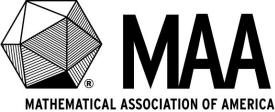 MAA
®
MATHEMATICAL ASSOCIATION OF AMERICA